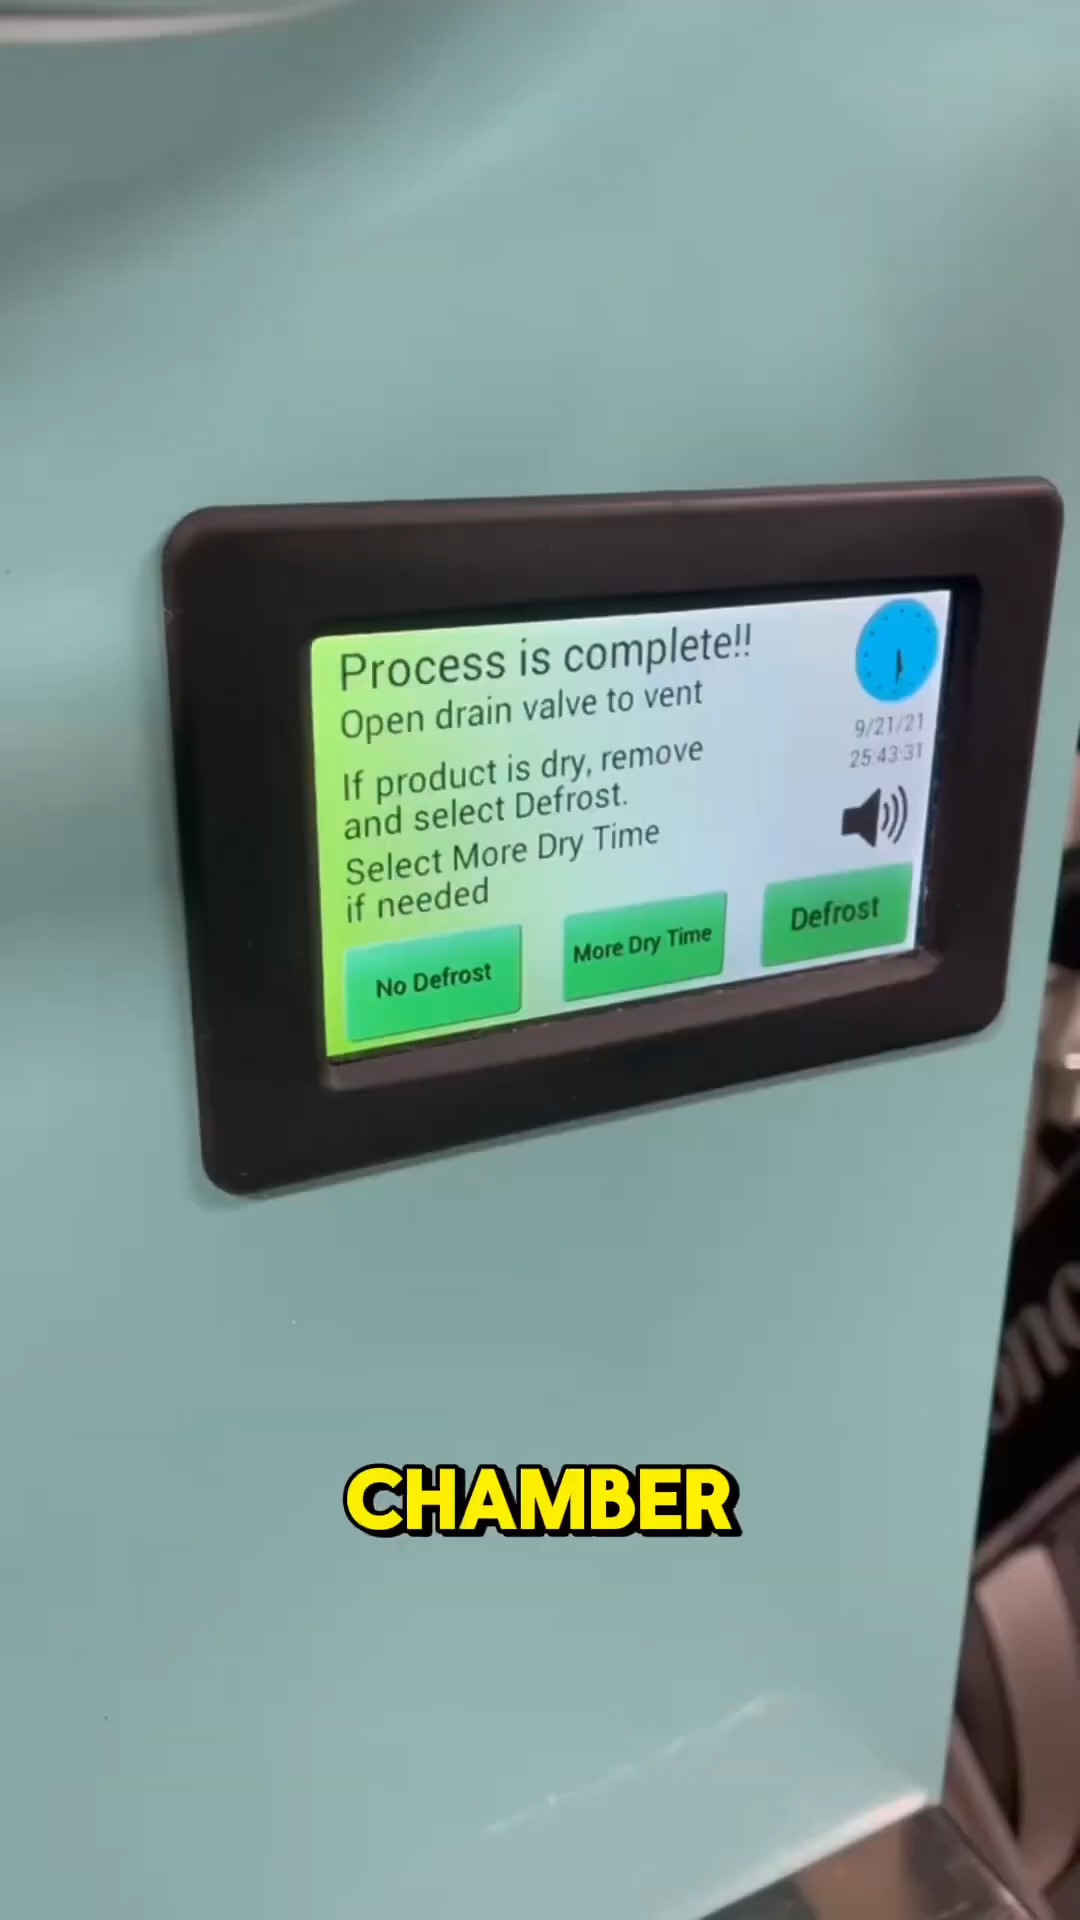 Process is complete!!
Open drain valve to vent
If product is dry, remove
and select Defrost.
Select More Dry Time
if needed
9/21/21
25:43:31
No Defrost
More Dry Time
Defrost
CHAMBER